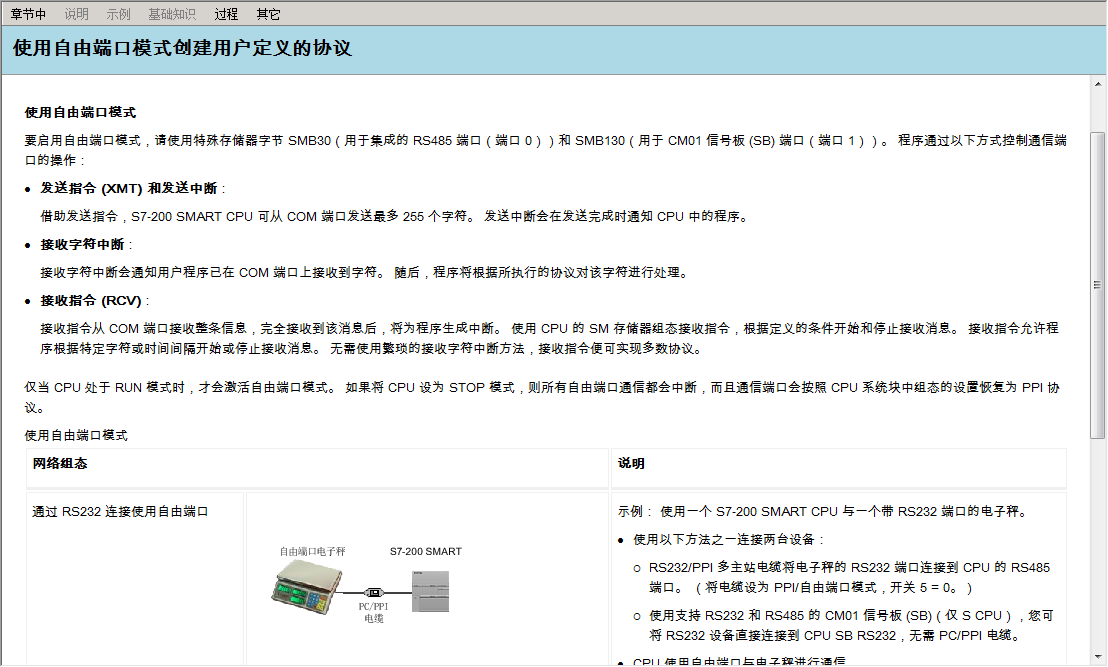 章节中 说明 示例 基础知识 过程 其它
使用自由端口模式创建用户定义的协议
使用自由端口模式
要启用自由端口模式，请使用特殊存储器字节 SMB30（用于集成的 RS485 端口（端口 0））和 SMB130（用于 CM01 信号板 (SB) 端口（端口 1））。 程序通过以下方式控制通信端
口的操作：
• 发送指令 (XMT) 和发送中断：
借助发送指令，S7-200 SMART CPU 可从 COM 端口发送最多 255 个字符。 发送中断会在发送完成时通知 CPU 中的程序。
• 接收字符中断：
接收字符中断会通知用户程序已在 COM 端口上接收到字符。 随后，程序将根据所执行的协议对该字符进行处理。
• 接收指令 (RCV)：
接收指令从 COM 端口接收整条信息，完全接收到该消息后，将为程序生成中断。 使用 CPU 的 SM 存储器组态接收指令，根据定义的条件开始和停止接收消息。 接收指令允许程
序根据特定字符或时间间隔开始或停止接收消息。 无需使用繁琐的接收字符中断方法，接收指令便可实现多数协议。
仅当 CPU 处于 RUN 模式时，才会激活自由端口模式。 如果将 CPU 设为 STOP 模式，则所有自由端口通信都会中断，而且通信端口会按照 CPU 系统块中组态的设置恢复为 PPI 协
议。
使用自由端口模式
网络组态
说明
通过 RS232 连接使用自由端口
自由端口电子秤
S7-200 SMART
PC/PPI
电缆
示例： 使用一个 S7-200 SMART CPU 与一个带 RS232 端口的电子秤。
• 使用以下方法之一连接两台设备：
○ RS232/PPI 多主站电缆将电子秤的 RS232 端口连接到 CPU 的 RS485
端口。 （将电缆设为 PPI/自由端口模式，开关 5 = 0。）
○ 使用支持 RS232 和 RS485 的 CM01 信号板 (SB)（仅 S CPU），您可
将 RS232 设备直接连接到 CPU SB RS232，无需 PC/PPI 电缆。
• CPU 使用自由端口与电子秤进行通信